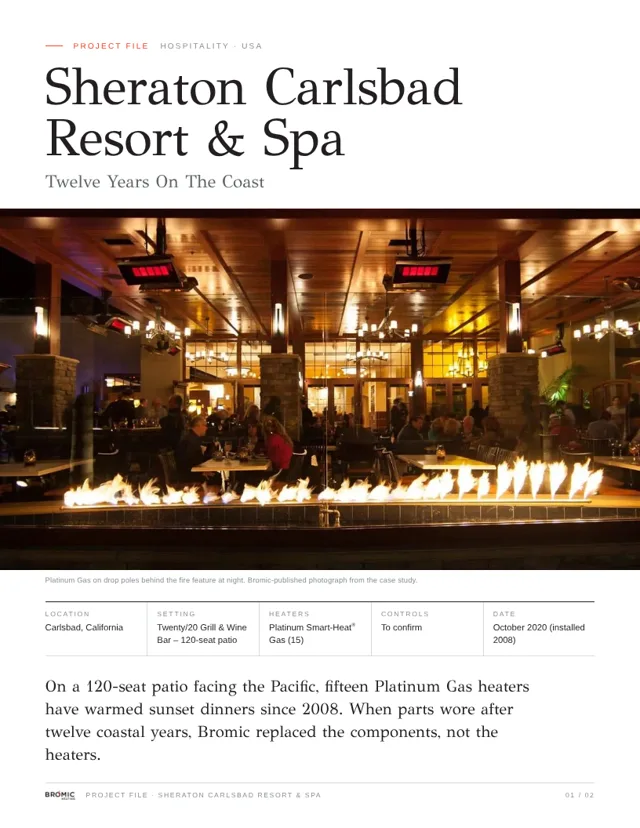 PROJECT FILE HOSPITALITY · USA
Sheraton Carlsbad
Resort & Spa
Twelve Years On The Coast
Platinum Gas on drop poles behind the fire feature at night. Bromic-published photograph from the case study.
LOCATION
Carlsbad, California
SETTING
Twenty/20 Grill & Wine
Bar – 120-seat patio
HEATERS
Platinum Smart-Heat®
Gas (15)
CONTROLS
To confirm
DATE
October 2020 (installed
2008)
On a 120-seat patio facing the Pacific, fifteen Platinum Gas heaters
have warmed sunset dinners since 2008. When parts wore after
twelve coastal years, Bromic replaced the components, not the
heaters.
BROMIC PROJECT FILE · SHERATON CARLSBAD RESORT & SPA 01 / 02